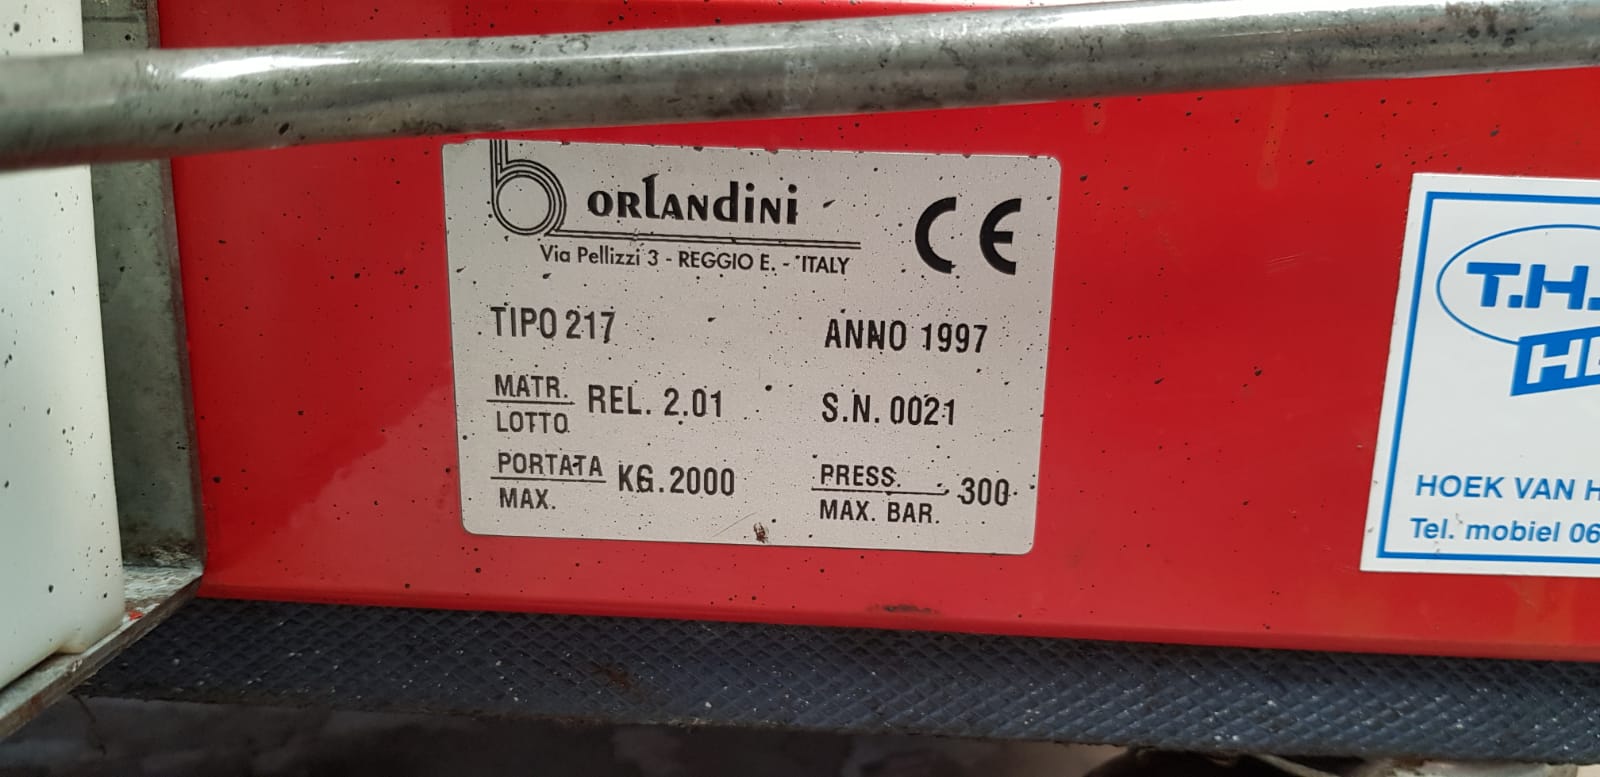 ORLANDINI
CE
Via Pellizzi 3 - REGGIO E. - ITALY
TIPO 217
ANNO 1997
MATR.
LOTTO
REL. 2.01
S.N. 0021
PORTATA
MAX.
KG. 2000
PRESS.
MAX. BAR.
300
T.H.
HOEK VAN H
Tel. mobiel 06